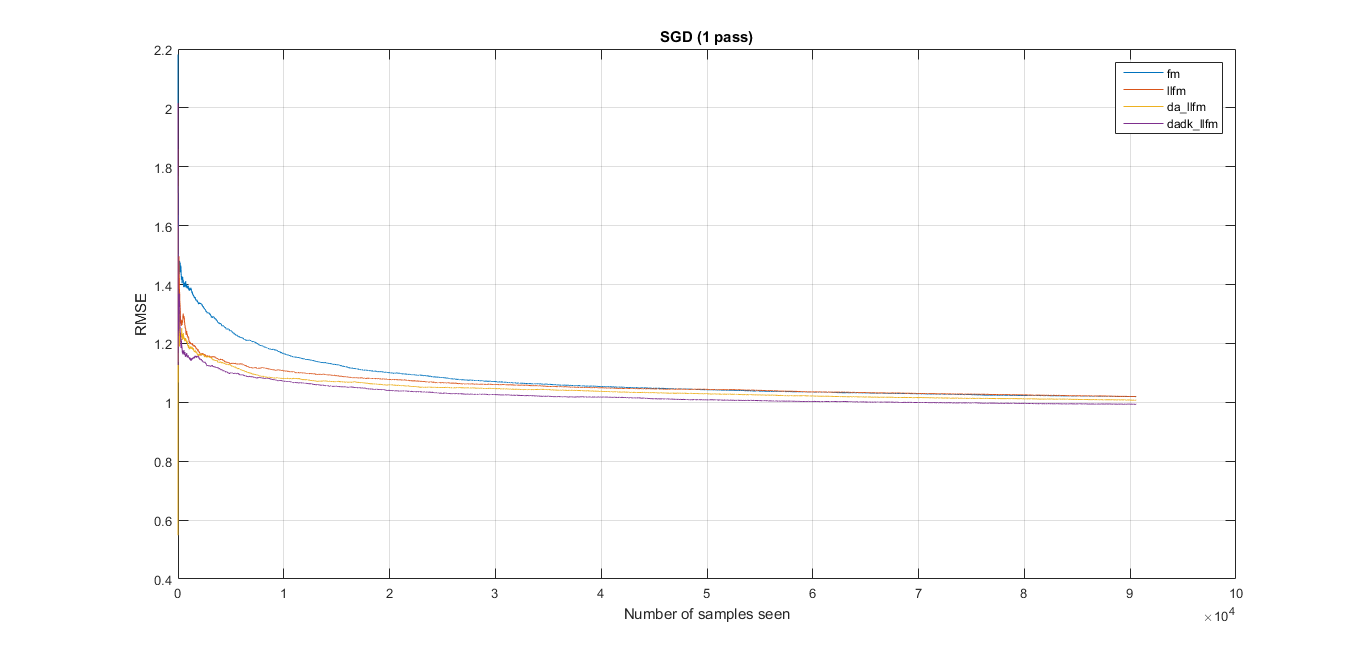 SGD (1 pass)
2.2
2
1.8
1.6
1.4
1.2
1
0.8
0.6
0.4
RMSE
fm
llfm
da_llfm
dadk_llfm
0 1 2 3 4 5 6 7 8 9 10
×10⁴
Number of samples seen